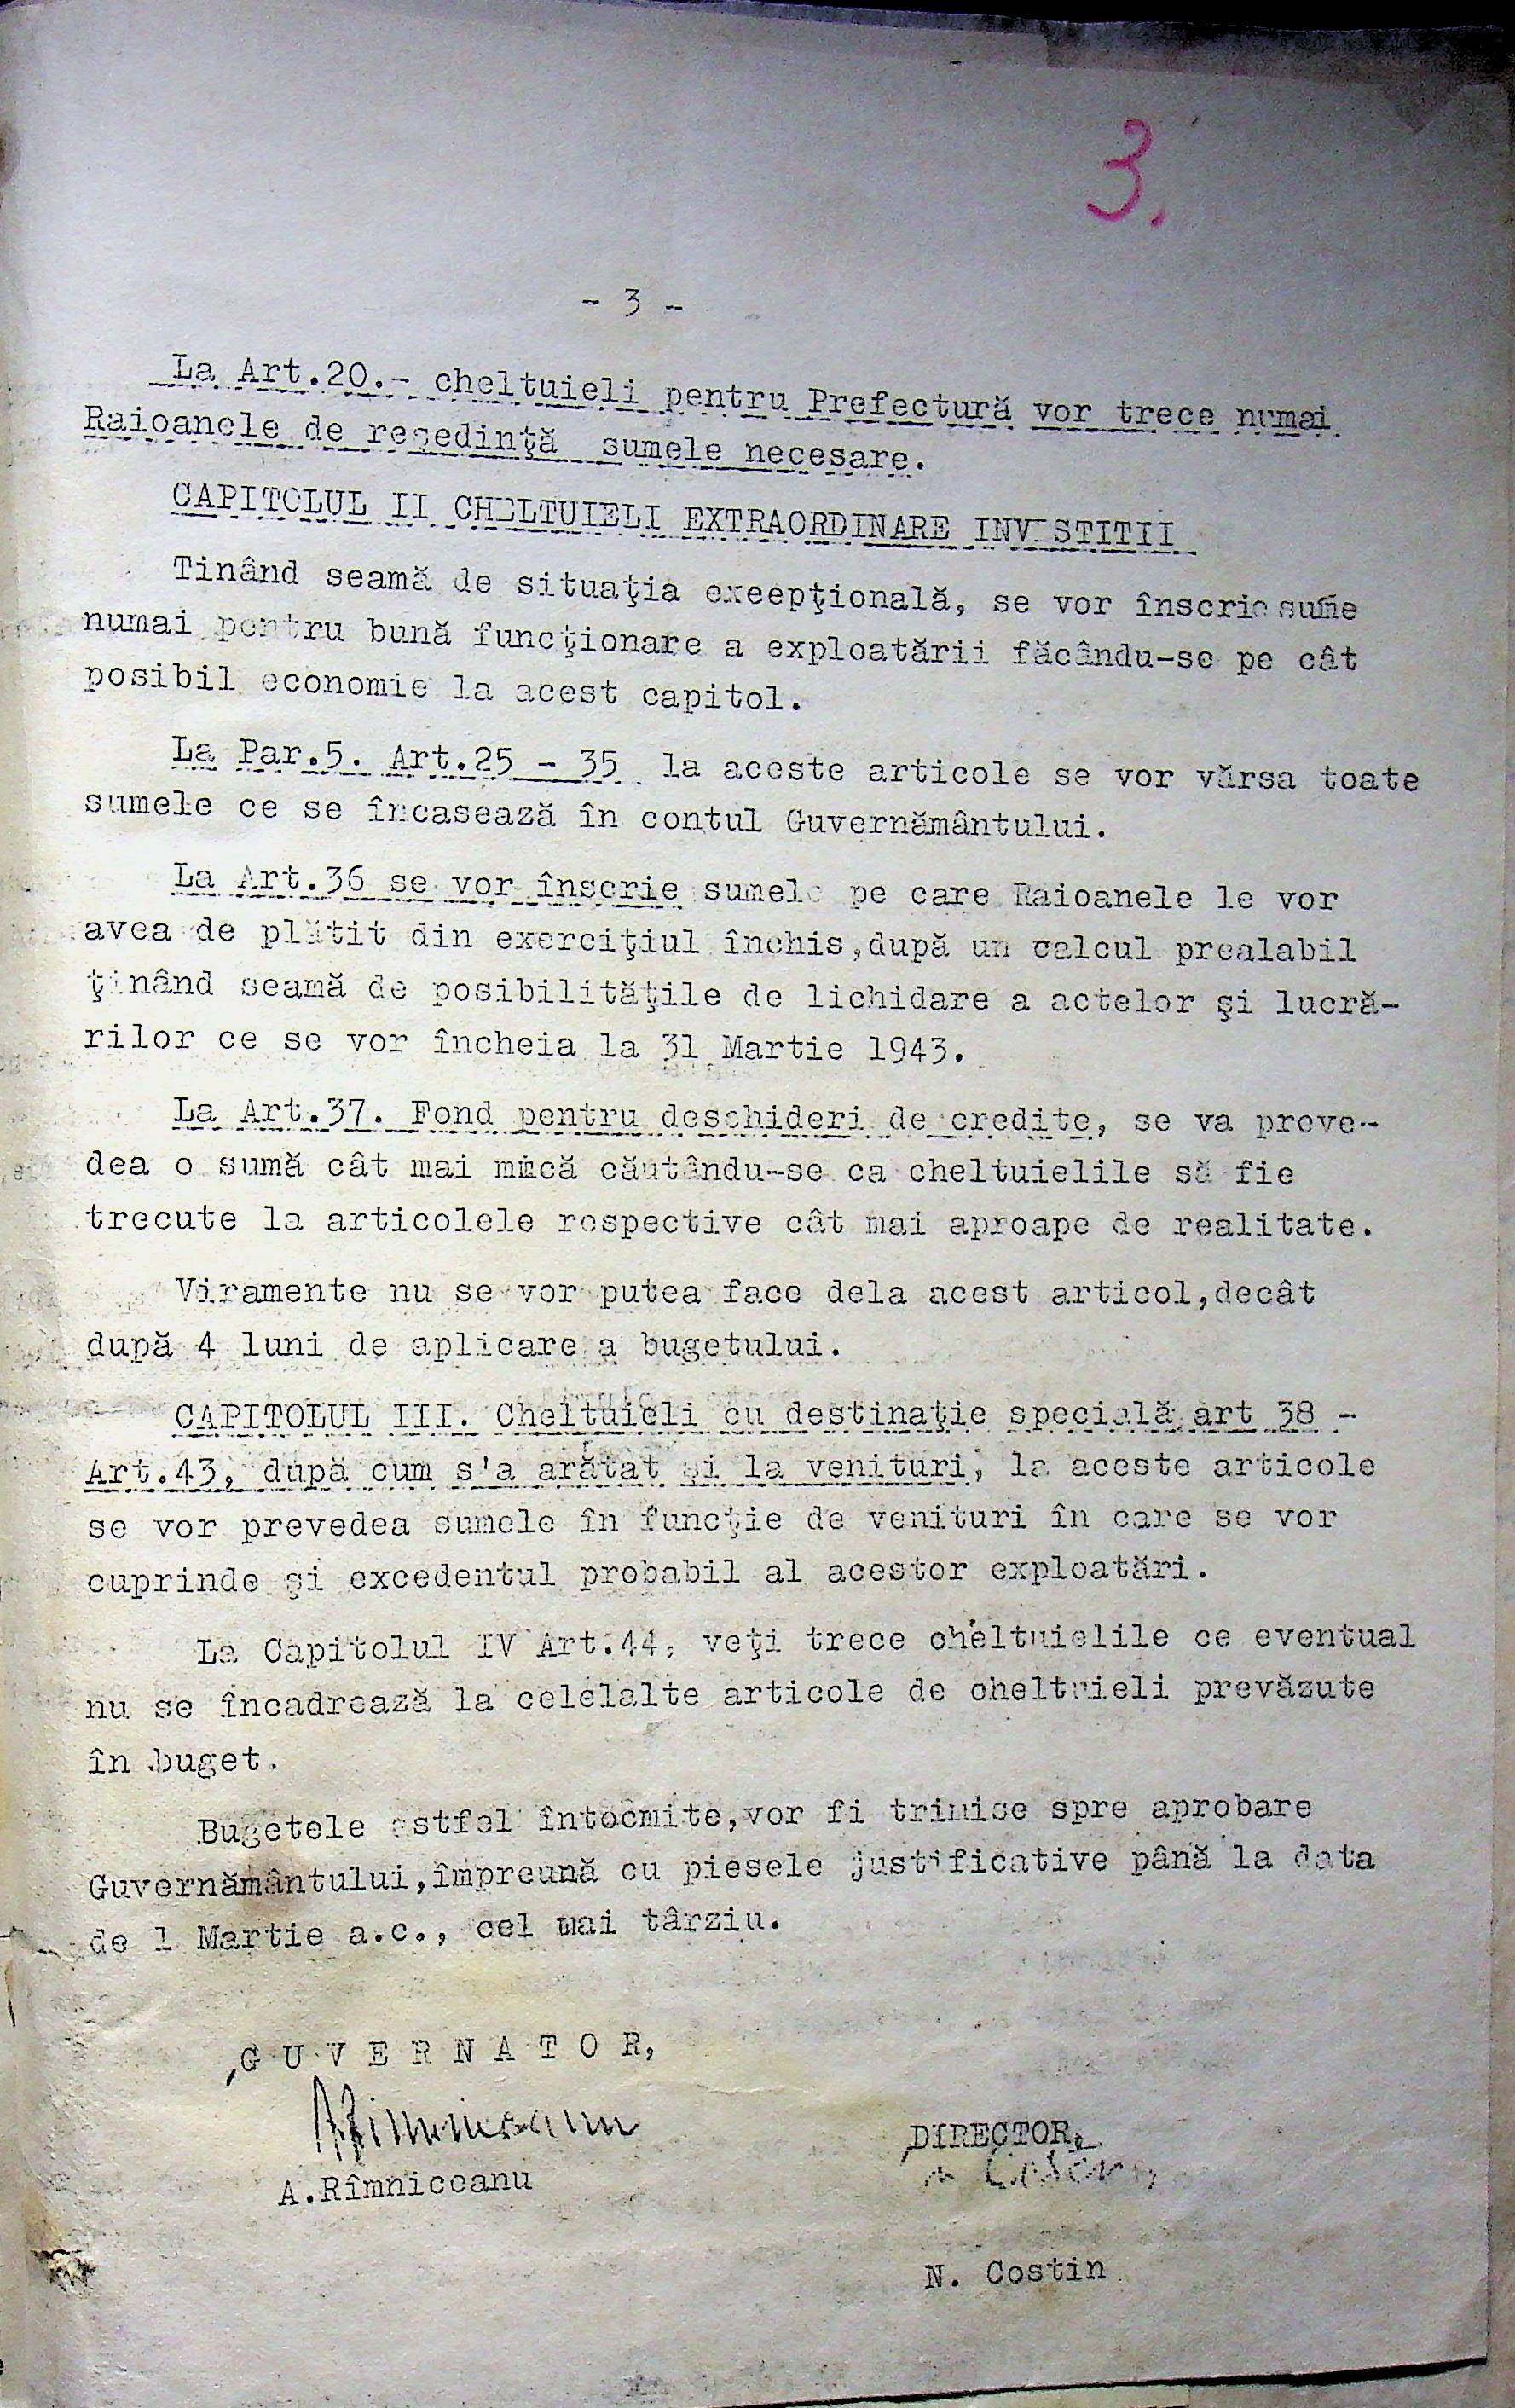 3.
- 3 -
La Art.20.- cheltuieli pentru Prefectură vor trece numai
Raioanele de reşedinţă sumele necesare.
CAPITOLUL II CHELTUIELI EXTRAORDINARE INVESTITII
Tinând seamă de situaţia exeepţională, se vor înscrie sume
numai pentru bună funcţionare a exploatării făcându-se pe cât
posibil economie la acest capitol.
La Par.5. Art.25 - 35 la aceste articole se vor vărsa toate
sumele ce se încasează în contul Guvernământului.
La Art.36 se vor înscrie sumele pe care Raioanele le vor
avea de plătit din exerciţiul închis,după un calcul prealabil
ţinând seamă de posibilităţile de lichidare a actelor şi lucră-
rilor ce se vor încheia la 31 Martie 1943.
La Art.37. Fond pentru deschideri de credite, se va preve-
dea o sumă cât mai mică căutându-se ca cheltuielile să fie
trecute la articolele respective cât mai aproape de realitate.
Viramente nu se vor putea face dela acest articol,decât
după 4 luni de aplicare a bugetului.
CAPITOLUL III. Cheltuieli cu destinaţie specială art 38 -
Art.43, după cum s'a arătat şi la venituri, la aceste articole
se vor prevedea sumele în funcţie de venituri în care se vor
cuprinde şi excedentul probabil al acestor exploatări.
La Capitolul IV Art.44, veţi trece cheltuielile ce eventual
nu se încadrează la celelalte articole de cheltuieli prevăzute
în buget.
Bugetele astfel întocmite,vor fi trimise spre aprobare
Guvernământului,împreună cu piesele justificative până la data
de 1 Martie a.c., cel mai târziu.
G U V E R N A T O R,
ARîmniceanu
A.Rîmniceanu
DIRECTOR,
N. Costin